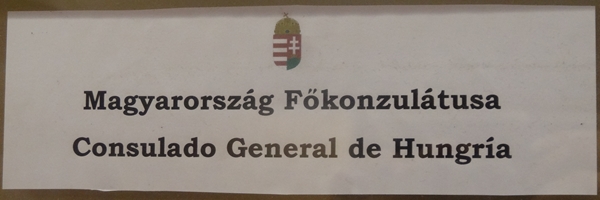 Magyarország Főkonzulátusa
Consulado General de Hungría